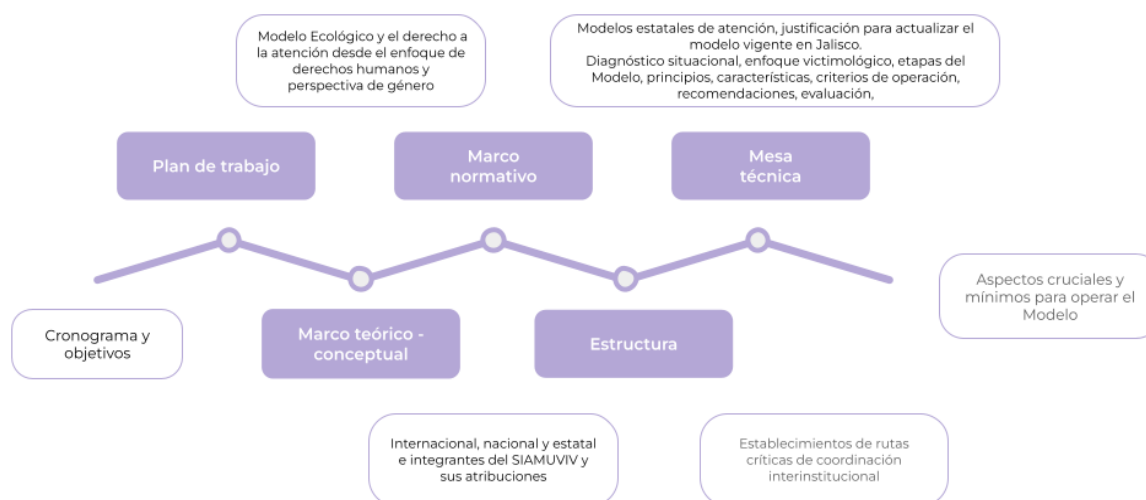 Modelo Ecológico y el derecho a
la atención desde el enfoque de
derechos humanos y
perspectiva de género
Modelos estatales de atención, justificación para actualizar el
modelo vigente en Jalisco.
Diagnóstico situacional, enfoque victimológico, etapas del
Modelo, principios, características, criterios de operación,
recomendaciones, evaluación,
Plan de trabajo
Marco
normativo
Mesa
técnica
Cronograma y
objetivos
Marco teórico -
conceptual
Estructura
Aspectos cruciales y
mínimos para operar el
Modelo
Internacional, nacional y estatal
e integrantes del SIAMUVIV y
sus atribuciones
Establecimientos de rutas
críticas de coordinación
interinstitucional